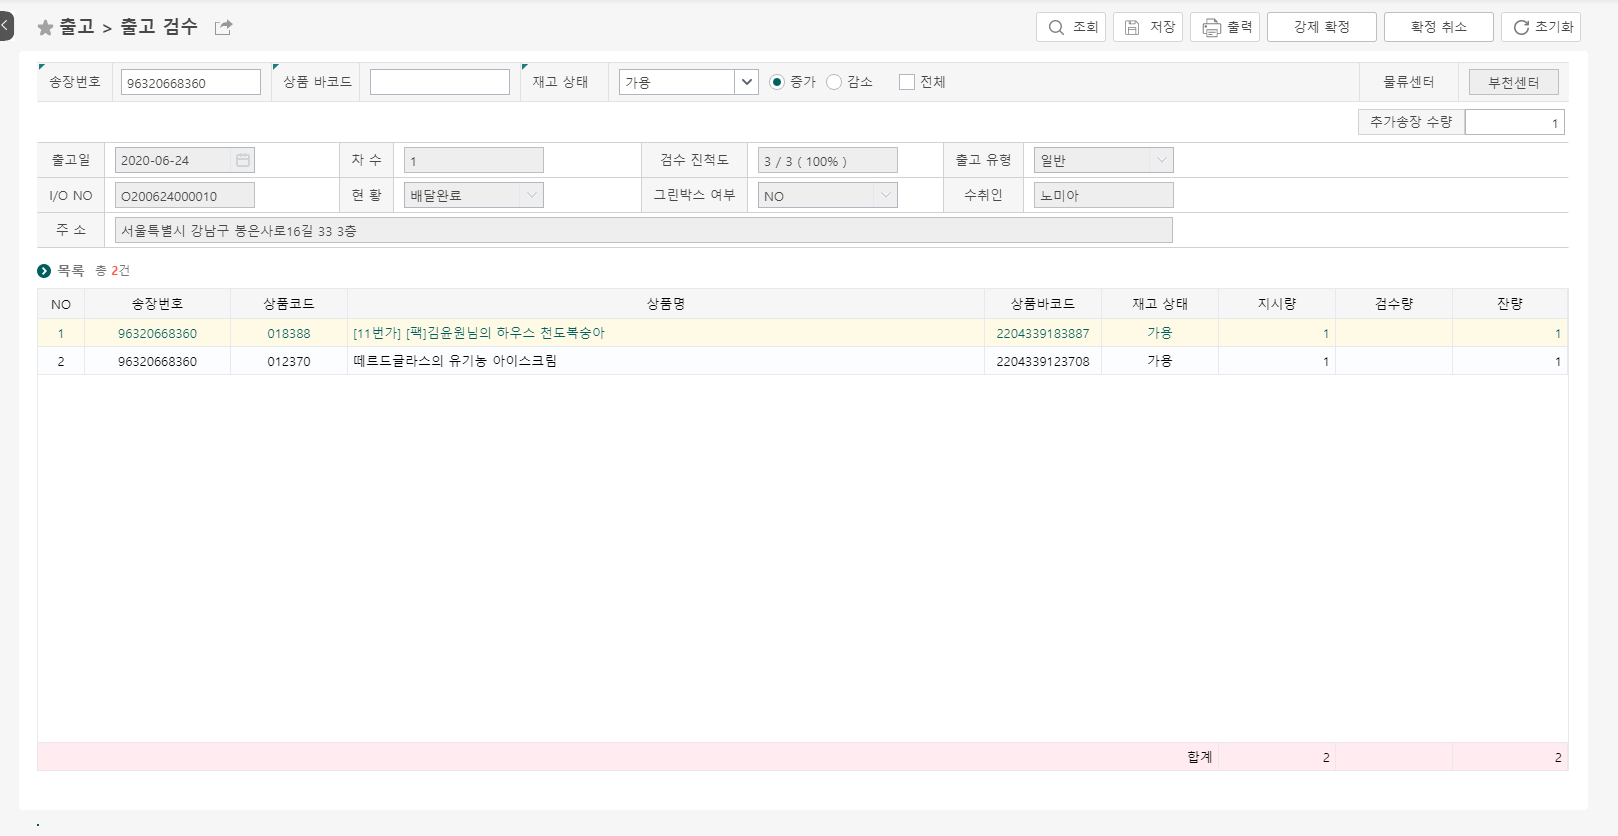 출고 > 출고 검수
조회 저장 출력 강제 확정 확정 취소 초기화
송장번호 96320668360 상품 바코드 재고 상태 가용 증가 감소 전체 물류센터 부천센터
추가송장 수량 1
출고일 2020-06-24 차 수 1 검수 진척도 3 / 3 ( 100% ) 출고 유형 일반
I/O NO O200624000010 현 황 배달완료 그린박스 여부 NO 수취인 노미아
주 소 서울특별시 강남구 봉은사로16길 33 3층
목록 총 2건
NO 송장번호 상품코드 상품명 상품바코드 재고 상태 지시량 검수량 잔량
1 96320668360 018388 [11번가] [팩]김윤원님의 하우스 천도복숭아 2204339183887 가용 1 1
2 96320668360 012370 떼르드글라스의 유기농 아이스크림 2204339123708 가용 1 1
합계 2 2